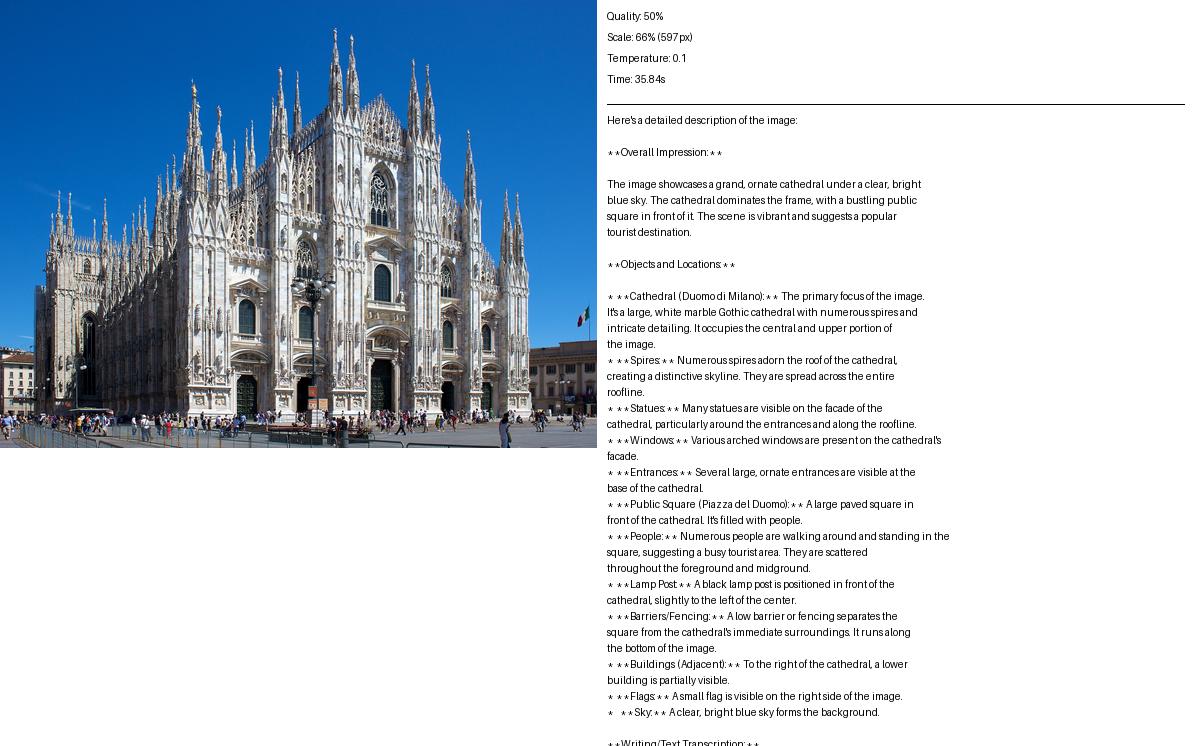 Quality: 50%
Scale: 66% (597px)
Temperature: 0.1
Time: 35.84s
Here's a detailed description of the image:
**Overall Impression:**
The image showcases a grand, ornate cathedral under a clear, bright
blue sky. The cathedral dominates the frame, with a bustling public
square in front of it. The scene is vibrant and suggests a popular
tourist destination.
**Objects and Locations:**
* **Cathedral (Duomo di Milano):** The primary focus of the image.
It's a large, white marble Gothic cathedral with numerous spires and
intricate detailing. It occupies the central and upper portion of
the image.
* **Spires:** Numerous spires adorn the roof of the cathedral,
creating a distinctive skyline. They are spread across the entire
roofline.
* **Statues:** Many statues are visible on the facade of the
cathedral, particularly around the entrances and along the roofline.
* **Windows:** Various arched windows are present on the cathedral's
facade.
* **Entrances:** Several large, ornate entrances are visible at the
base of the cathedral.
* **Public Square (Piazza del Duomo):** A large paved square in
front of the cathedral. It's filled with people.
* **People:** Numerous people are walking around and standing in the
square, suggesting a busy tourist area. They are scattered
throughout the foreground and midground.
* **Lamp Post:** A black lamp post is positioned in front of the
cathedral, slightly to the left of the center.
* **Barriers/Fencing:** A low barrier or fencing separates the
square from the cathedral's immediate surroundings. It runs along
the bottom of the image.
* **Buildings (Adjacent):** To the right of the cathedral, a lower
building is partially visible.
* **Flags:** A small flag is visible on the right side of the image.
*   **Sky:** A clear, bright blue sky forms the background.
**Writing/Text Transcription:**